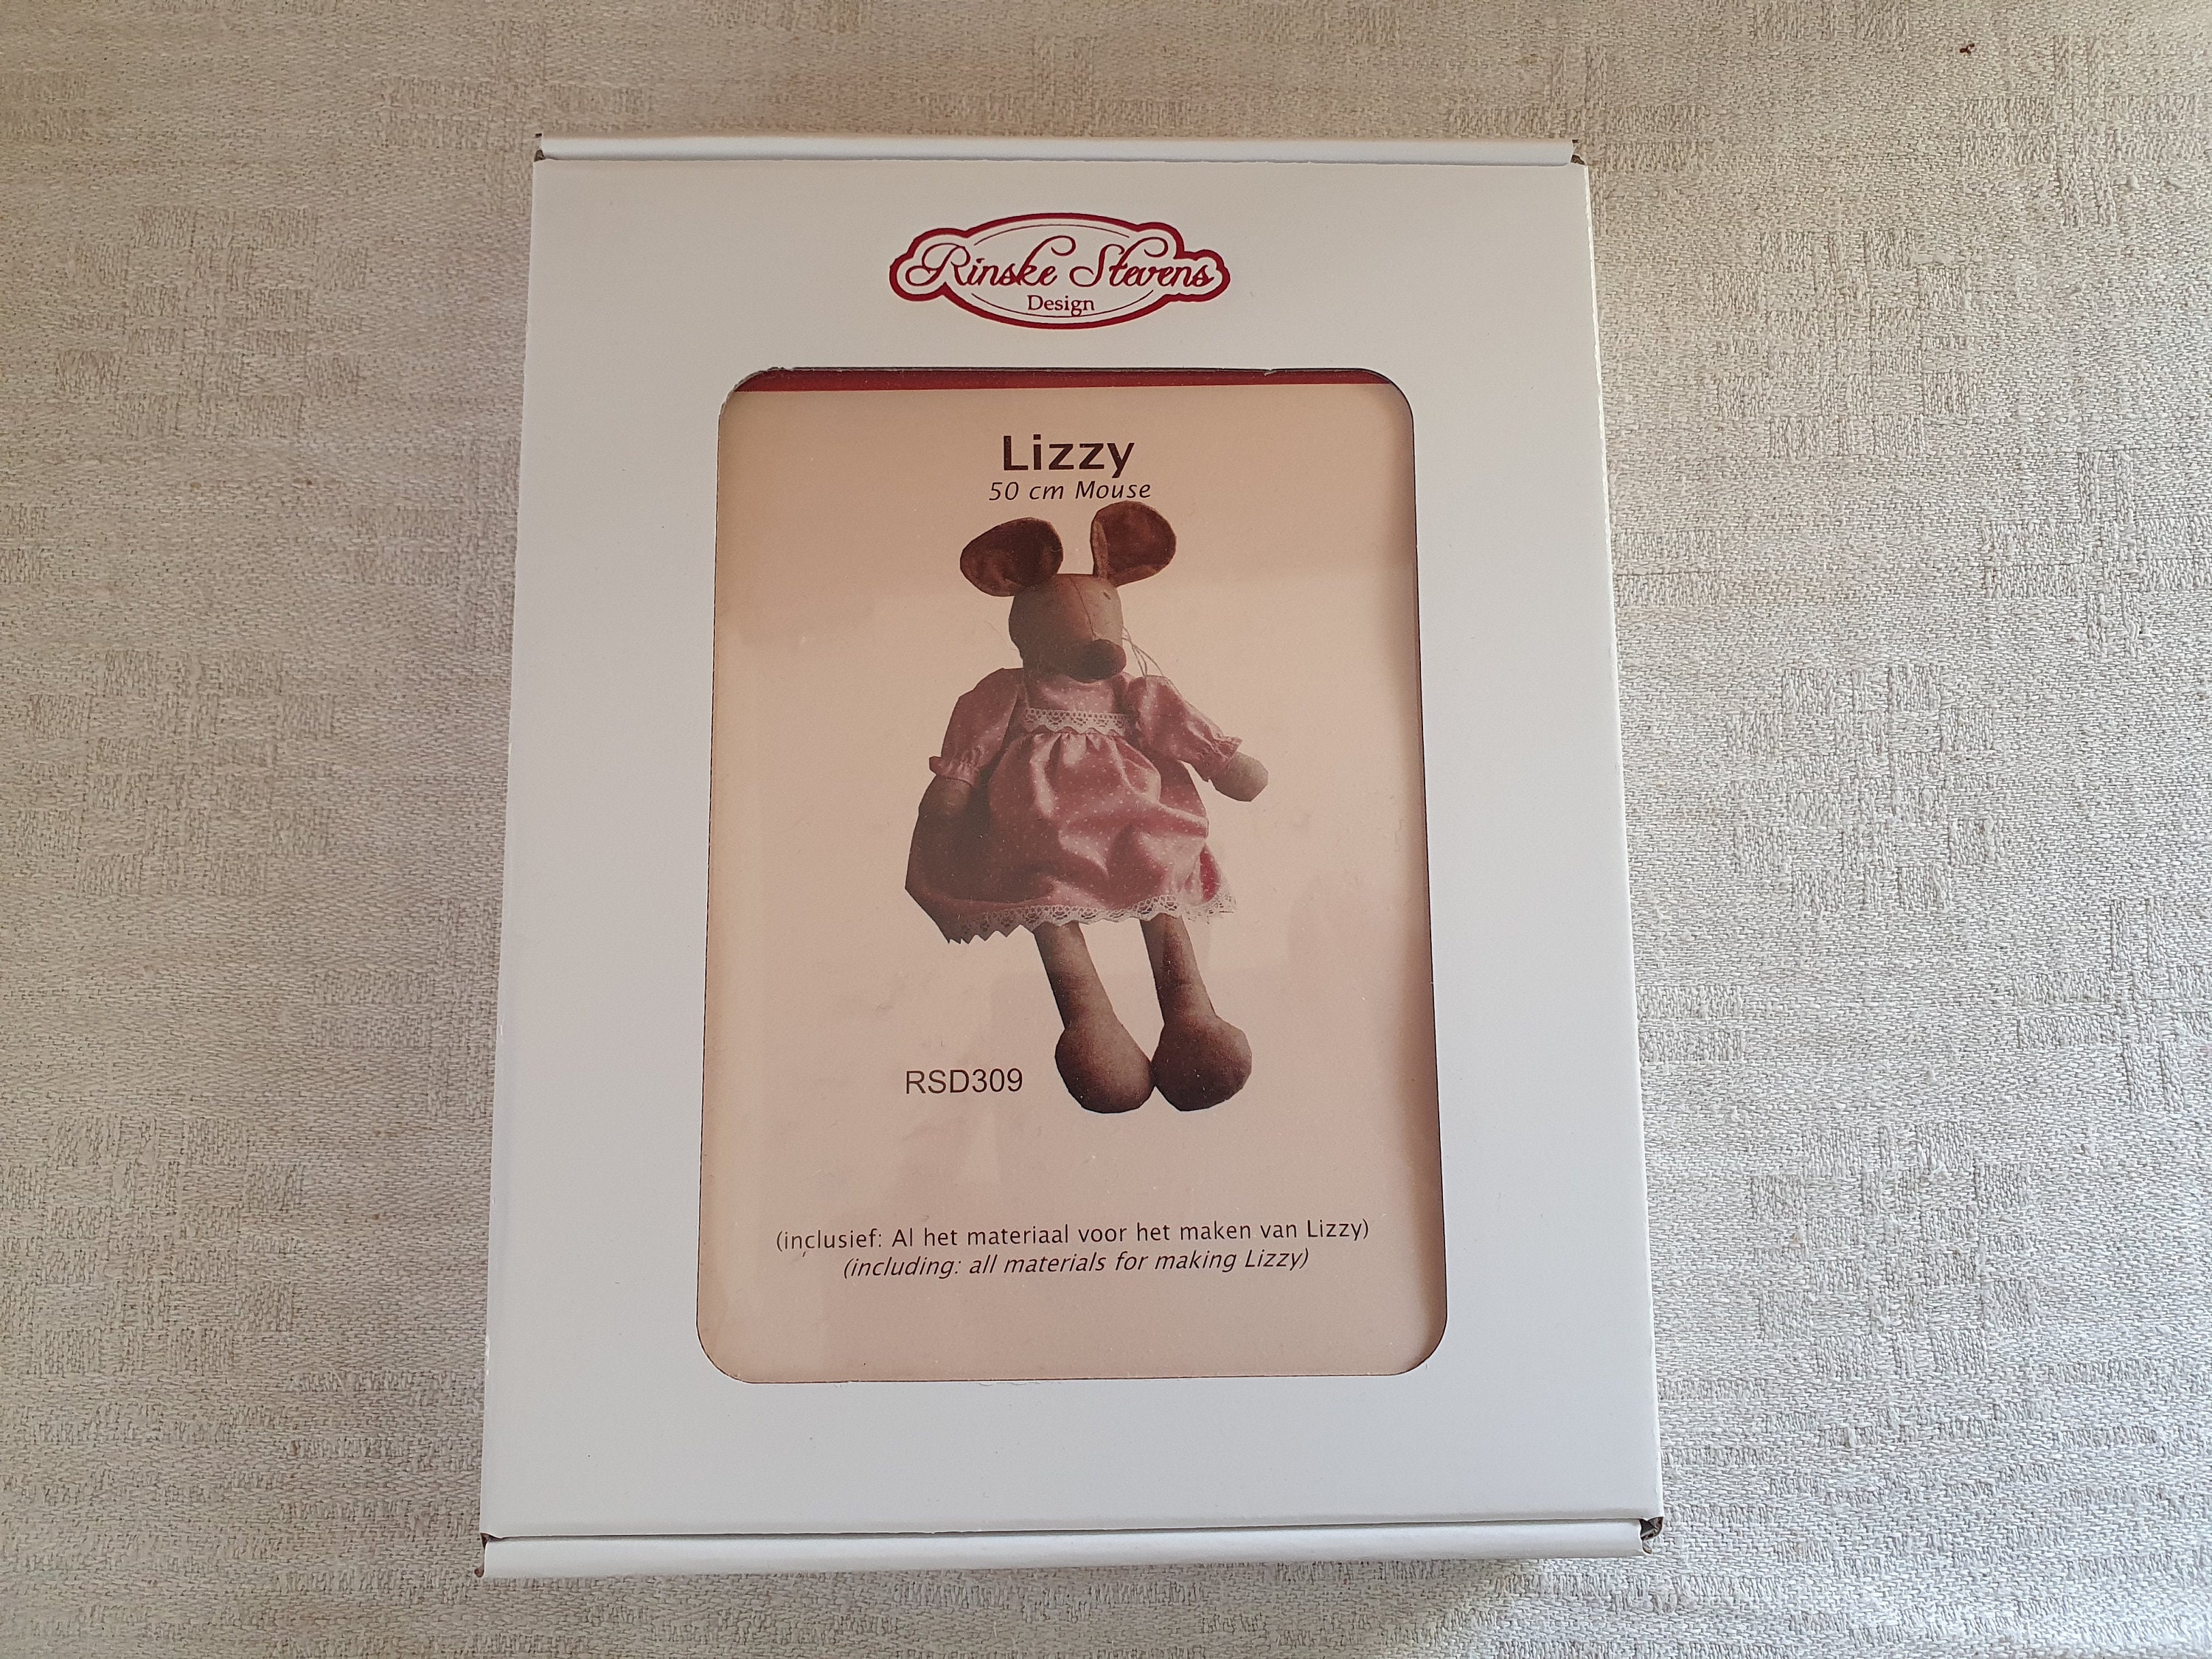 Rinske Stevens
Design
Lizzy
50 cm Mouse
RSD309
(inclusief: Al het materiaal voor het maken van Lizzy)
(including: all materials for making Lizzy)